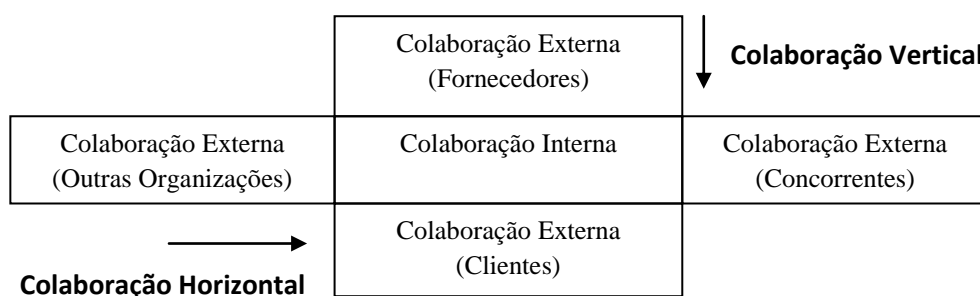 Colaboração Externa
(Fornecedores)
Colaboração Vertical
Colaboração Externa
(Outras Organizações)
Colaboração Interna
Colaboração Externa
(Concorrentes)
Colaboração Externa
(Clientes)
Colaboração Horizontal